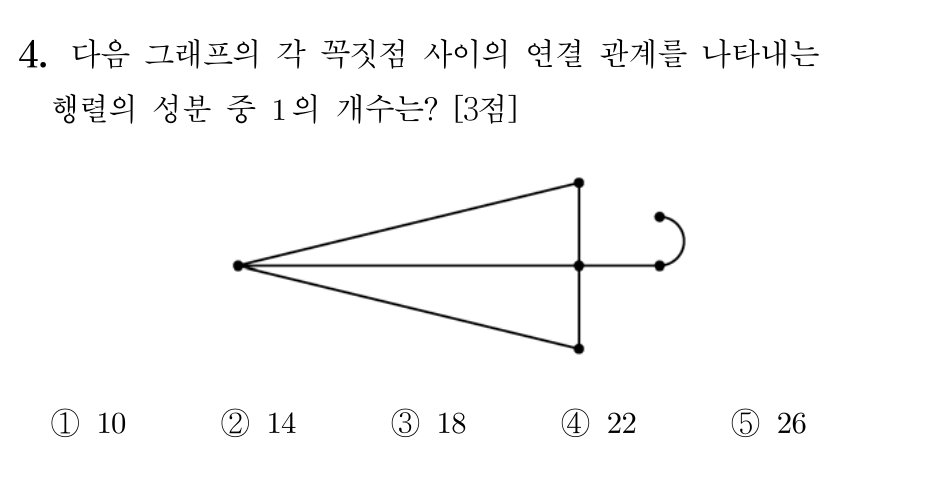 4. 다음 그래프의 각 꼭짓점 사이의 연결 관계를 나타내는
행렬의 성분 중 1의 개수는? [3점]
① 10 ② 14 ③ 18 ④ 22 ⑤ 26